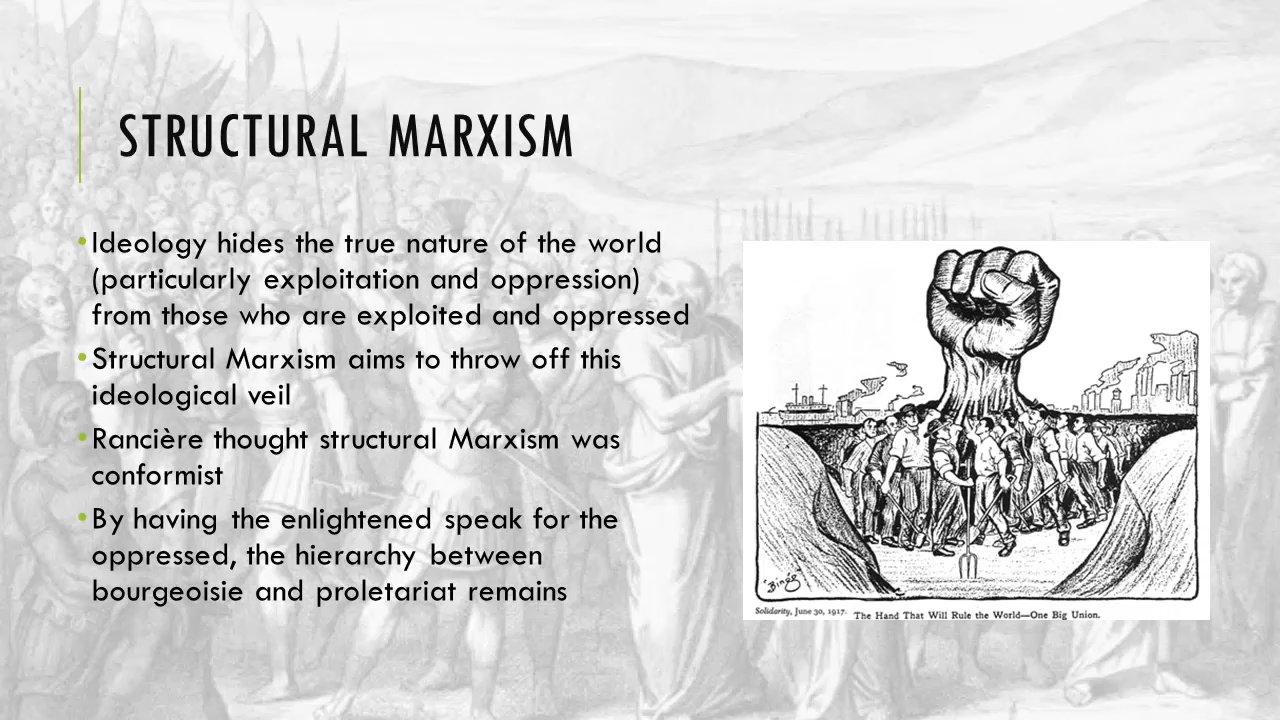 STRUCTURAL MARXISM
•Ideology hides the true nature of the world
(particularly exploitation and oppression)
from those who are exploited and oppressed
•Structural Marxism aims to throw off this
ideological veil
•Rancière thought structural Marxism was
conformist
•By having the enlightened speak for the
oppressed, the hierarchy between
bourgeoisie and proletariat remains
"Bingo"
Solidarity, June 30, 1917. The Hand That Will Rule the World—One Big Union.